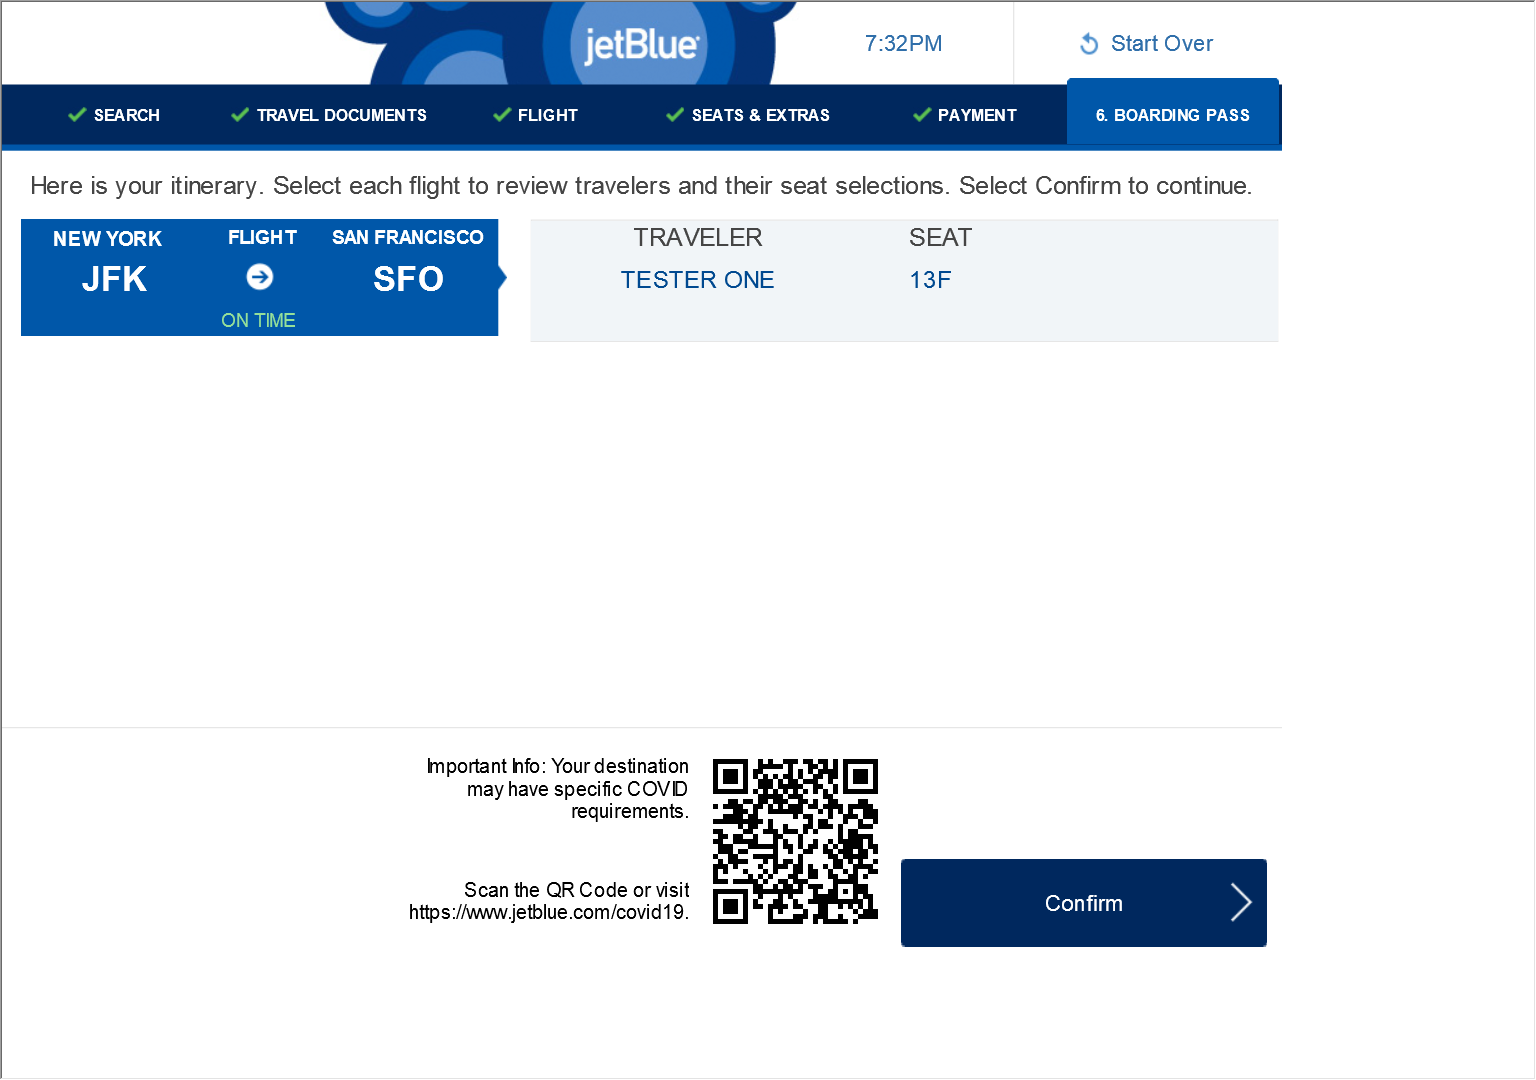 jetBlue
7:32PM
Start Over
SEARCH
TRAVEL DOCUMENTS
FLIGHT
SEATS & EXTRAS
PAYMENT
6. BOARDING PASS
Here is your itinerary. Select each flight to review travelers and their seat selections. Select Confirm to continue.
NEW YORK FLIGHT SAN FRANCISCO
JFK SFO
ON TIME
TRAVELER SEAT
TESTER ONE 13F
Important Info: Your destination
may have specific COVID
requirements.
Scan the QR Code or visit
https://www.jetblue.com/covid19.
Confirm